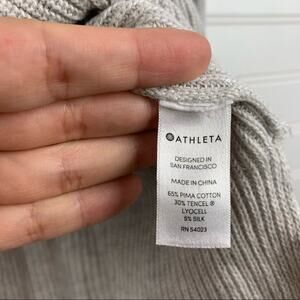 ATHLETA
DESIGNED IN
SAN FRANCISCO
MADE IN CHINA
65% PIMA COTTON
30% TENCEL ®
LYOCELL
5% SILK
RN 54023